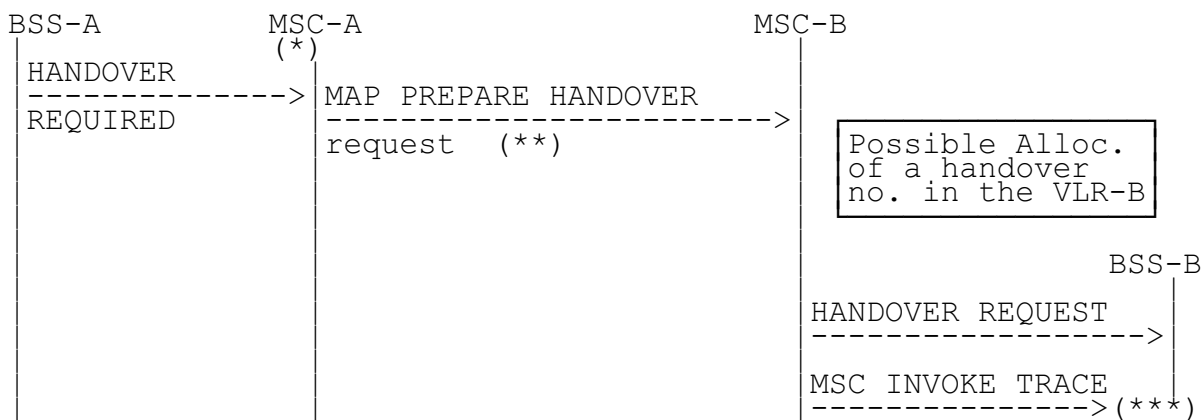 BSS-A MSC-A MSC-B
(*)
HANDOVER
MAP PREPARE HANDOVER
REQUIRED
request (**)
Possible Alloc.
of a handover
no. in the VLR-B
BSS-B
HANDOVER REQUEST
MSC INVOKE TRACE
(***)